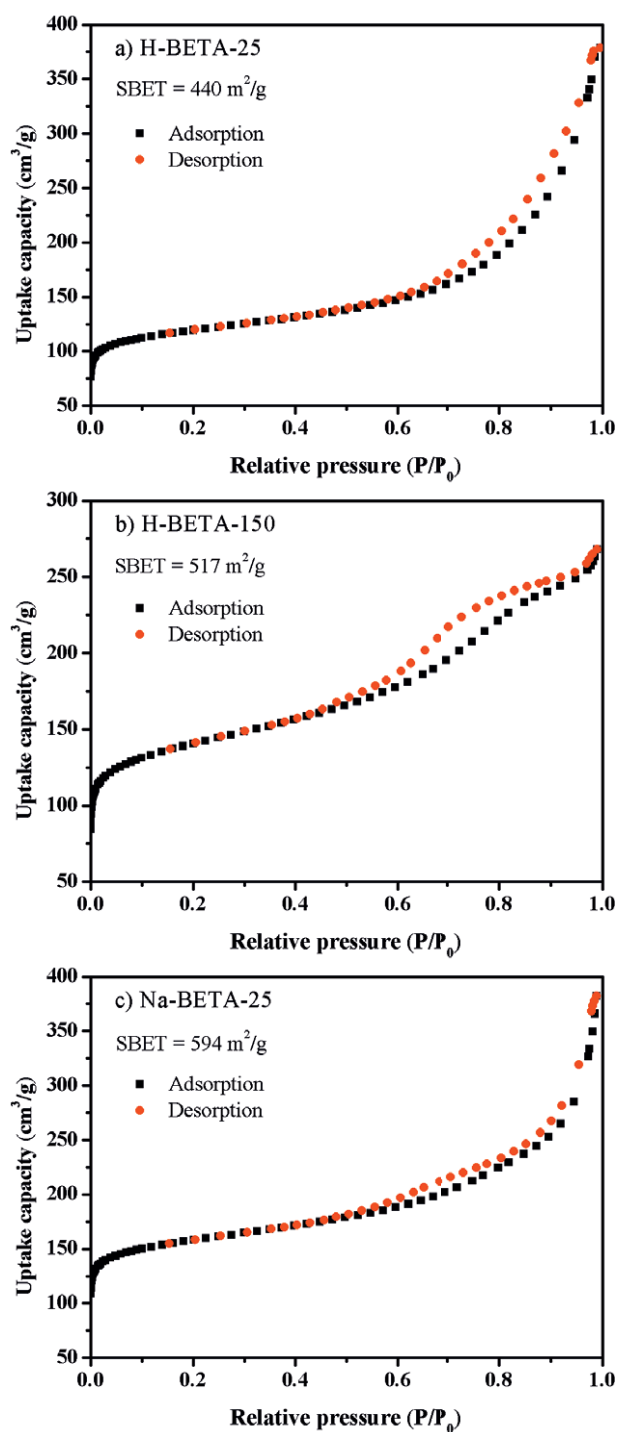 400
350
300
250
200
150
100
50
Uptake capacity (cm³/g)
a) H-BETA-25
SBET = 440 m²/g
Adsorption
Desorption
0.0 0.2 0.4 0.6 0.8 1.0
Relative pressure (P/P₀)
300
250
200
150
100
50
Uptake capacity (cm³/g)
b) H-BETA-150
SBET = 517 m²/g
Adsorption
Desorption
0.0 0.2 0.4 0.6 0.8 1.0
Relative pressure (P/P₀)
400
350
300
250
200
150
100
50
Uptake capacity (cm³/g)
c) Na-BETA-25
SBET = 594 m²/g
Adsorption
Desorption
0.0 0.2 0.4 0.6 0.8 1.0
Relative pressure (P/P₀)